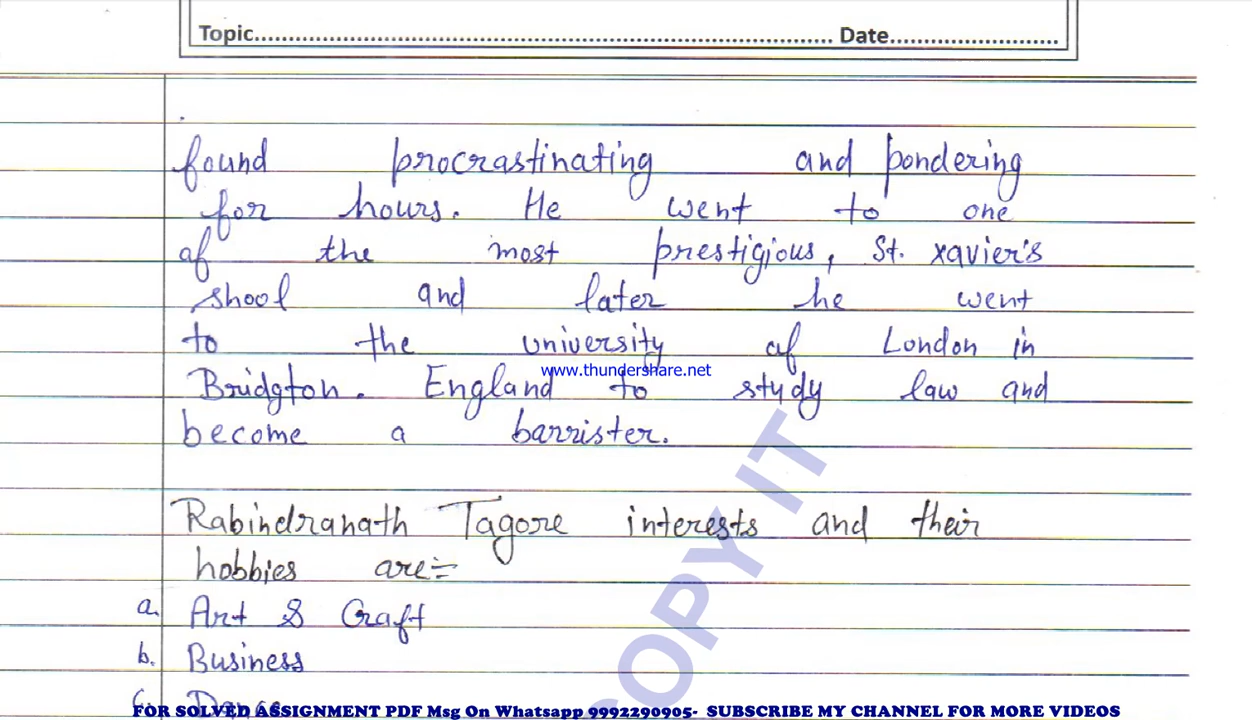 Topic.................................................................................... Date.........................
found procrastinating and pondering
for hours. He went to one
of the most prestigious, St. xavier's
shool and later he went
to the university of London in
www.thundershare.net
Bridgton. England to study law and
become a barrister.
Rabindranath Tagore interests and their
hobbies are:-
a. Art & Craft
b. Business
c. Dance
FOR SOLVED ASSIGNMENT PDF Msg On Whatsapp 9992290905- SUBSCRIBE MY CHANNEL FOR MORE VIDEOS
COPY IT